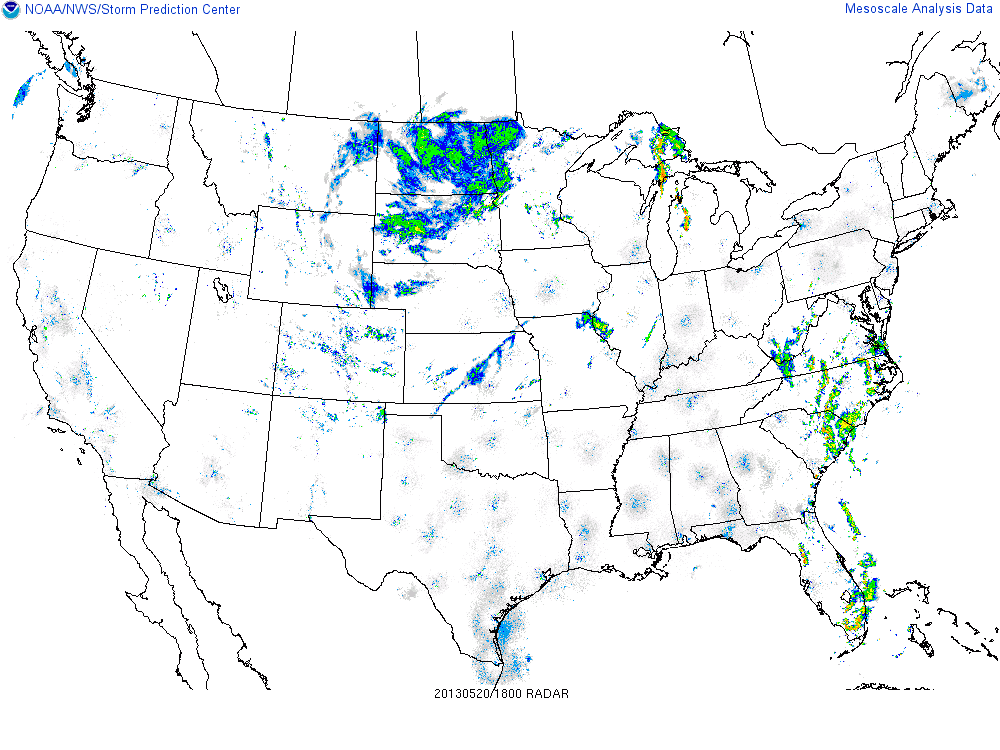 NOAA/NWS/Storm Prediction Center
Mesoscale Analysis Data
20130520/1800 RADAR